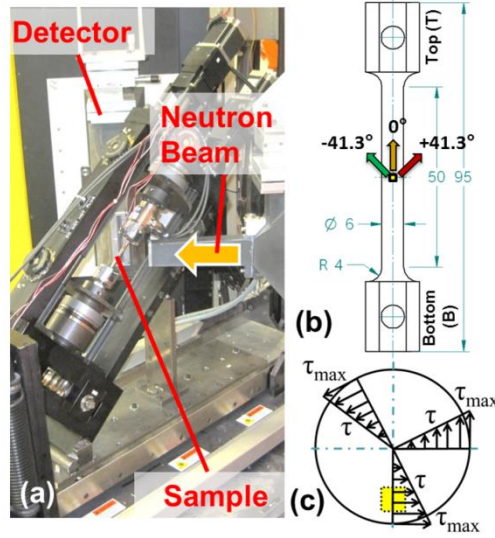 Detector
Neutron
Beam
Sample
(a)
Top (T)
-41.3°
0°
+41.3°
50
95
Ø 6
R 4
Bottom
(B)
(b)
τmax
τmax
τ
τ
τ
τmax
(c)